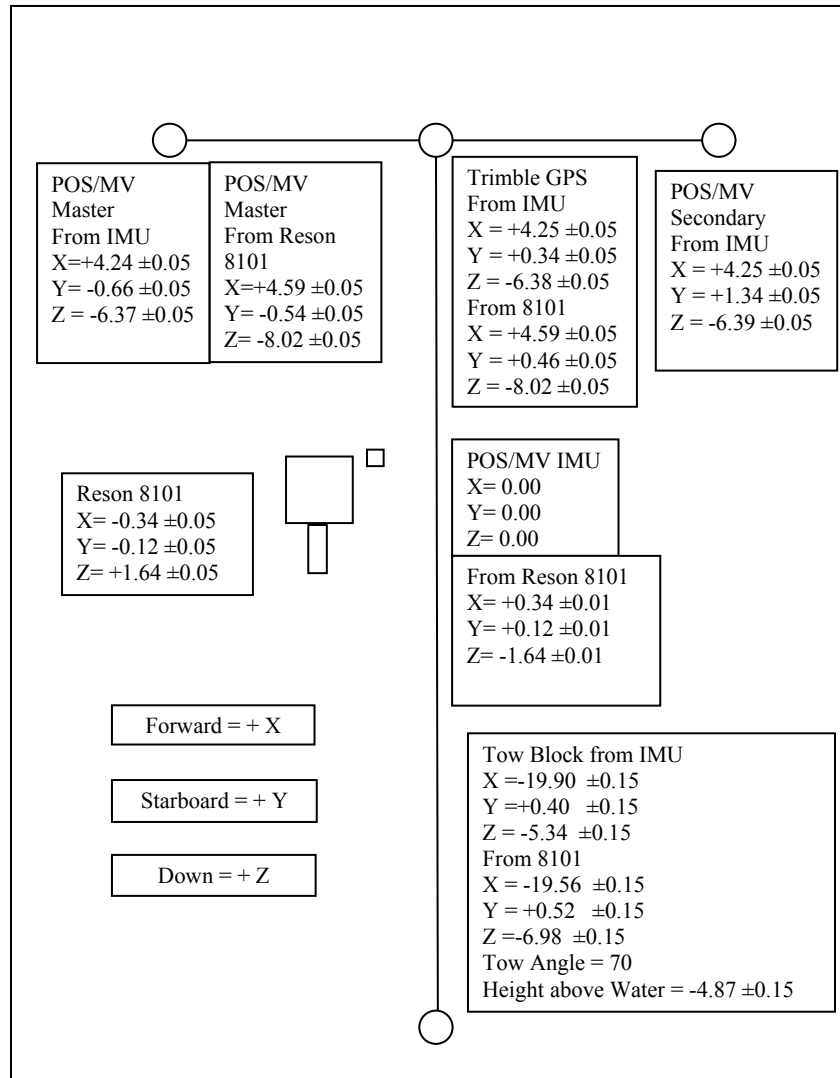 POS/MV
Master
From IMU
X=+4.24 ±0.05
Y= -0.66 ±0.05
Z = -6.37 ±0.05
POS/MV
Master
From Reson
8101
X=+4.59 ±0.05
Y= -0.54 ±0.05
Z= -8.02 ±0.05
Trimble GPS
From IMU
X = +4.25 ±0.05
Y = +0.34 ±0.05
Z = -6.38 ±0.05
From 8101
X = +4.59 ±0.05
Y = +0.46 ±0.05
Z = -8.02 ±0.05
POS/MV
Secondary
From IMU
X = +4.25 ±0.05
Y = +1.34 ±0.05
Z = -6.39 ±0.05
Reson 8101
X= -0.34 ±0.05
Y= -0.12 ±0.05
Z= +1.64 ±0.05
POS/MV IMU
X= 0.00
Y= 0.00
Z= 0.00
From Reson 8101
X= +0.34 ±0.01
Y= +0.12 ±0.01
Z= -1.64 ±0.01
Forward = + X
Starboard = + Y
Down = + Z
Tow Block from IMU
X =-19.90 ±0.15
Y =+0.40 ±0.15
Z = -5.34 ±0.15
From 8101
X = -19.56 ±0.15
Y = +0.52 ±0.15
Z =-6.98 ±0.15
Tow Angle = 70
Height above Water = -4.87 ±0.15